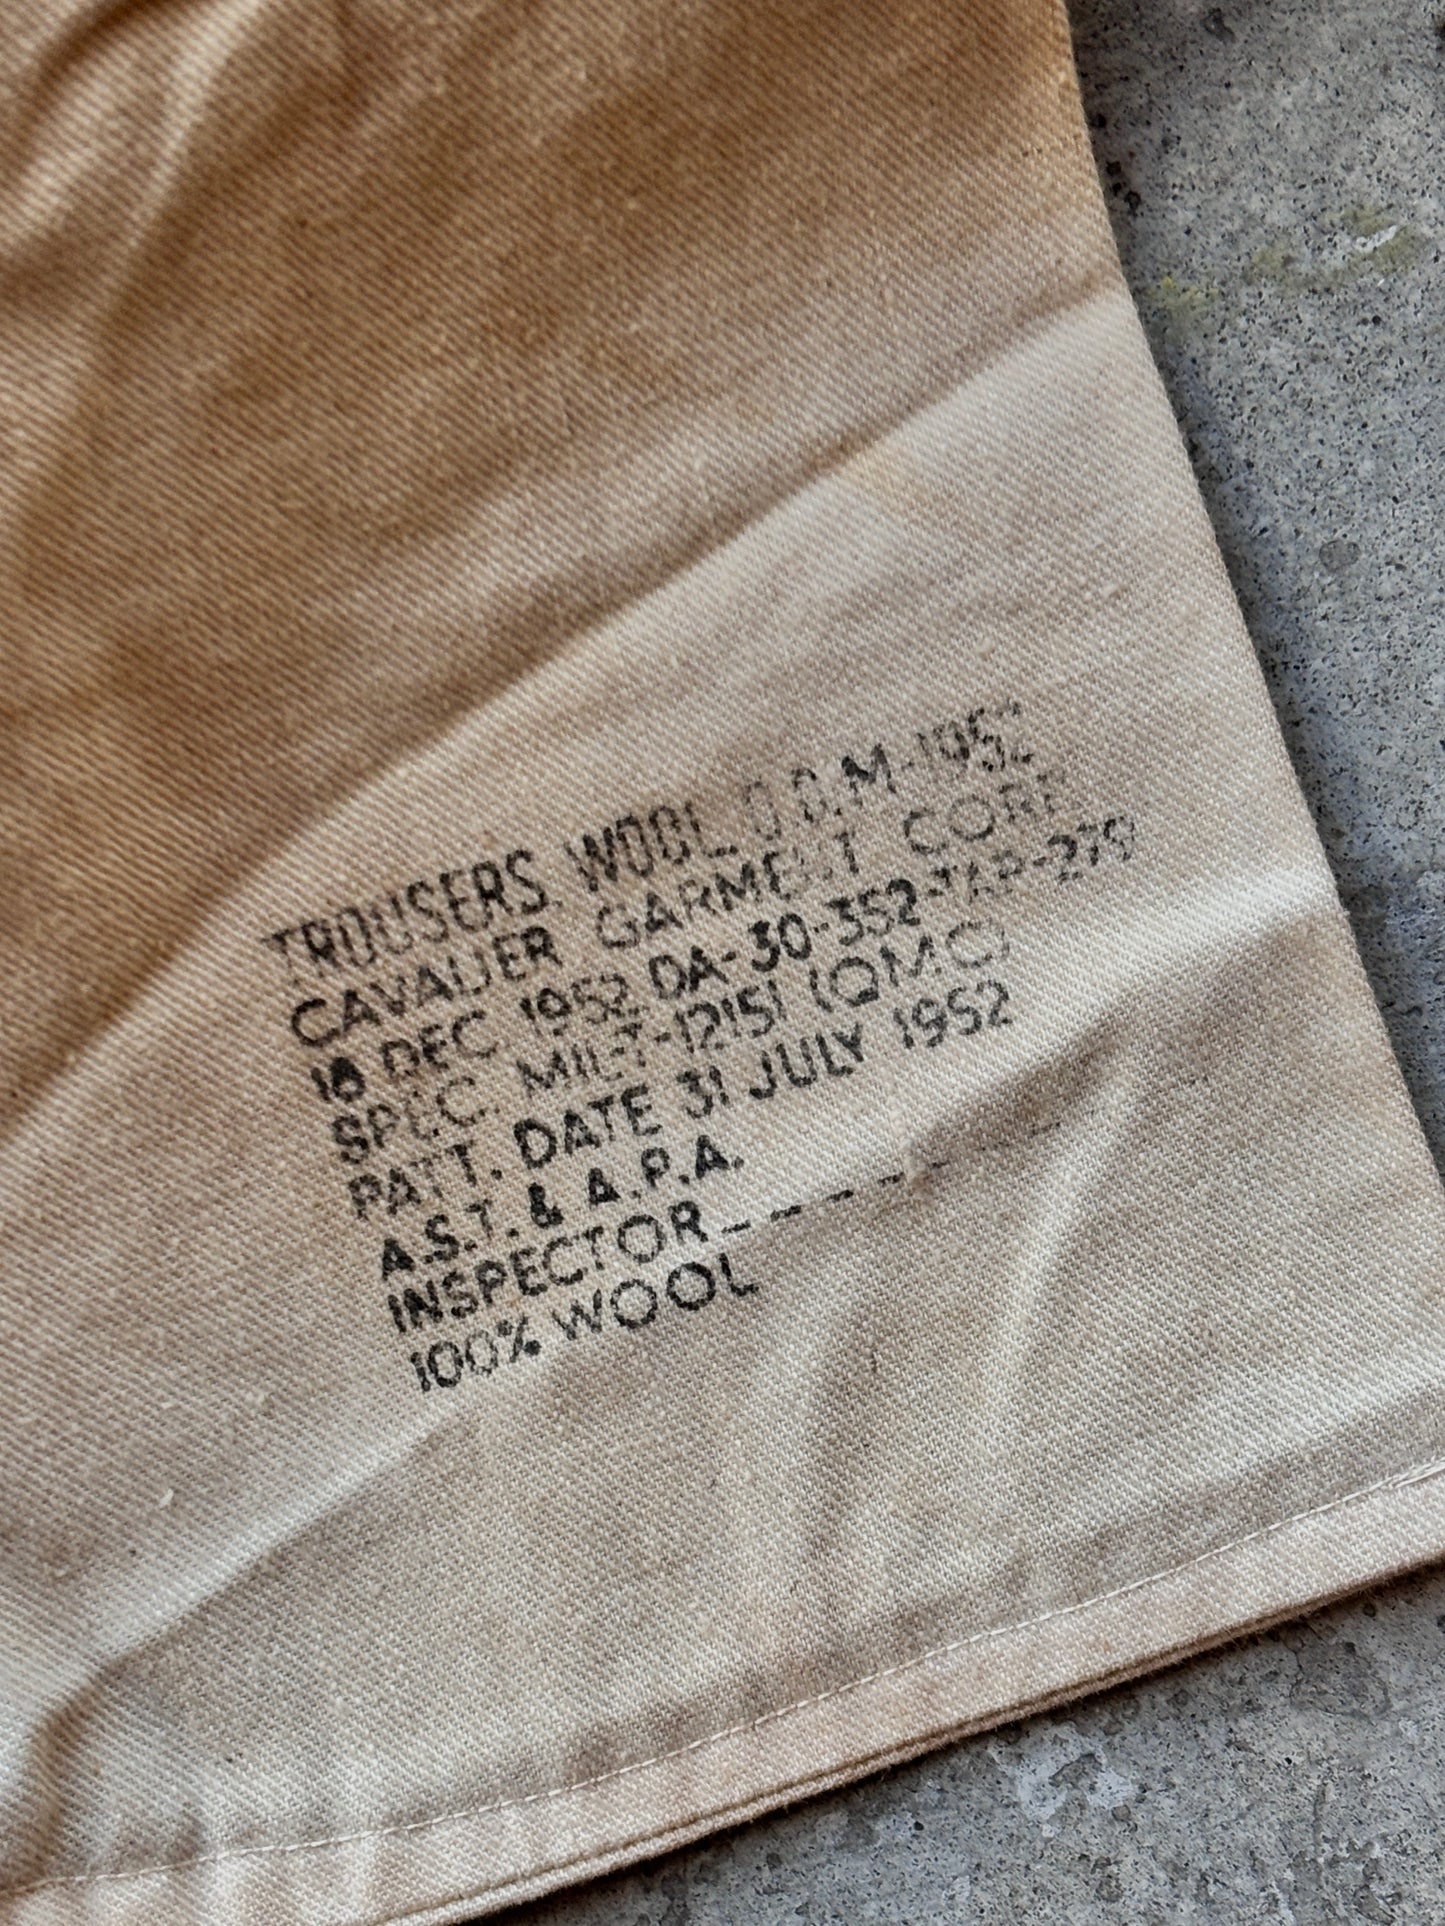 TROUSERS, WOOL, O.G, M-1952
CAVALIER GARMENT CORP.
18 DEC 1952 DA-30-352-TAP-279
SPEC. MIL-T-12151 (QMC)
PATT. DATE 31 JULY 1952
A.S.T. & A.P.A.
INSPECTOR_ _ _ _ _ _ _
100% WOOL